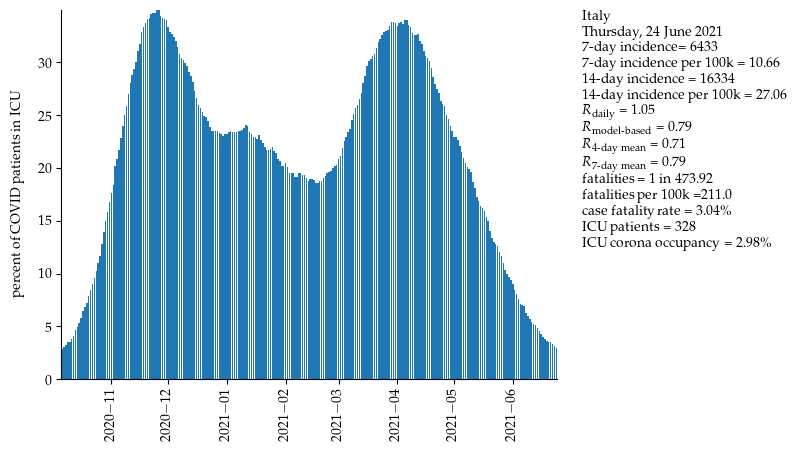 Italy
Thursday, 24 June 2021
7-day incidence= 6433
7-day incidence per 100k = 10.66
14-day incidence = 16334
14-day incidence per 100k = 27.06
R_daily = 1.05
R_model-based = 0.79
R_4-day mean = 0.71
R_7-day mean = 0.79
fatalities = 1 in 473.92
fatalities per 100k =211.0
case fatality rate = 3.04%
ICU patients = 328
ICU corona occupancy = 2.98%
percent of COVID patients in ICU
30
25
20
15
10
5
0
2020−11
2020−12
2021−01
2021−02
2021−03
2021−04
2021−05
2021−06